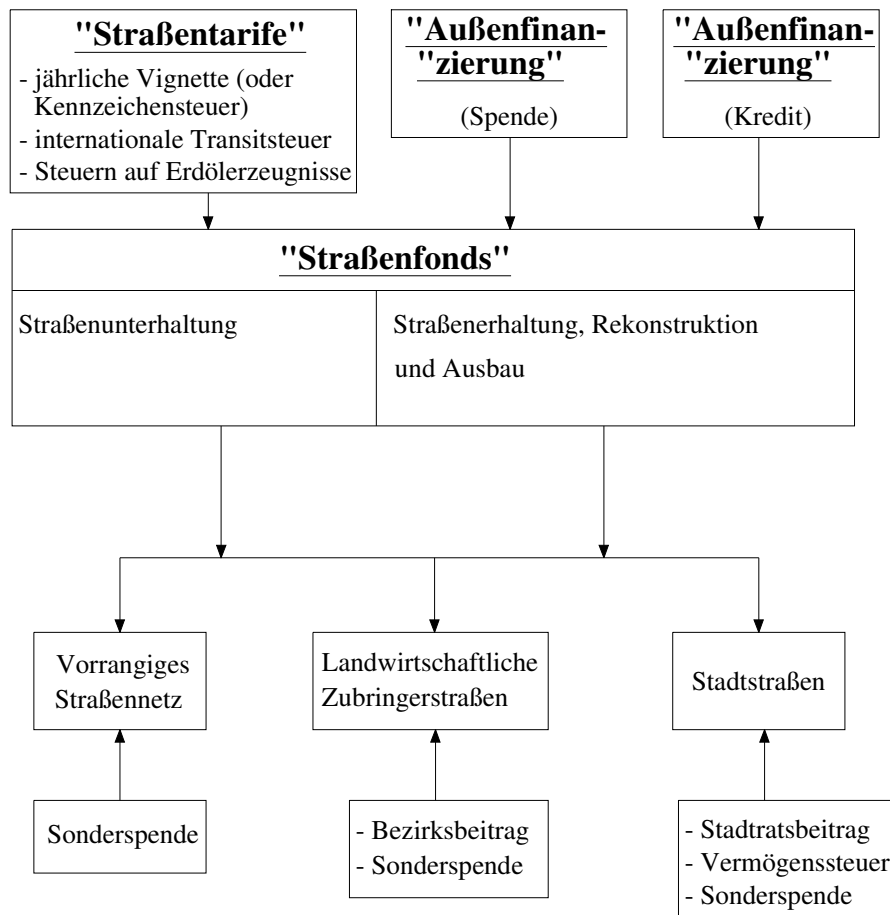 "Straßentarife"
- jährliche Vignette (oder
Kennzeichensteuer)
- internationale Transitsteuer
- Steuern auf Erdölerzeugnisse
"Außenfinan-
"zierung"
(Spende)
"Außenfinan-
"zierung"
(Kredit)
"Straßenfonds"
Straßenunterhaltung
Straßenerhaltung, Rekonstruktion
und Ausbau
Vorrangiges
Straßennetz
Landwirtschaftliche
Zubringerstraßen
Stadtstraßen
Sonderspende
- Bezirksbeitrag
- Sonderspende
- Stadtratsbeitrag
- Vermögenssteuer
- Sonderspende